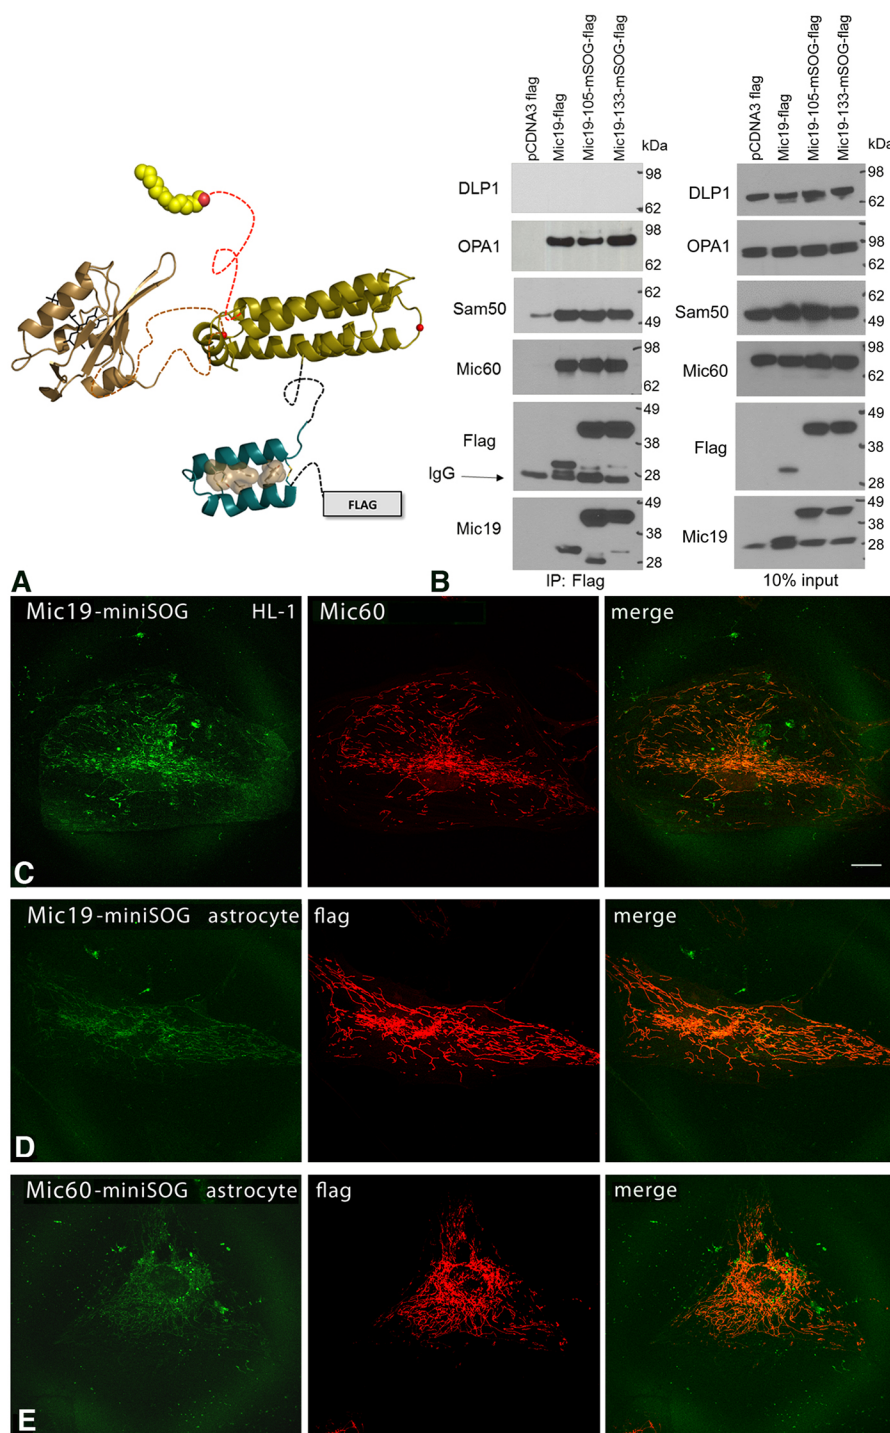 pCDNA3 flag
Mic19-flag
Mic19-105-mSOG-flag
Mic19-133-mSOG-flag
kDa
DLP1
98
62
OPA1
98
62
Sam50
62
49
Mic60
98
62
Flag
49
38
28
IgG
Mic19
49
38
28
IP: Flag
pCDNA3 flag
Mic19-flag
Mic19-105-mSOG-flag
Mic19-133-mSOG-flag
kDa
DLP1
98
62
OPA1
98
62
Sam50
62
49
Mic60
98
62
Flag
49
38
28
Mic19
49
38
28
10% input
FLAG
A
B
Mic19-miniSOG HL-1
Mic60
merge
C
Mic19-miniSOG astrocyte
flag
merge
D
Mic60-miniSOG astrocyte
flag
merge
E